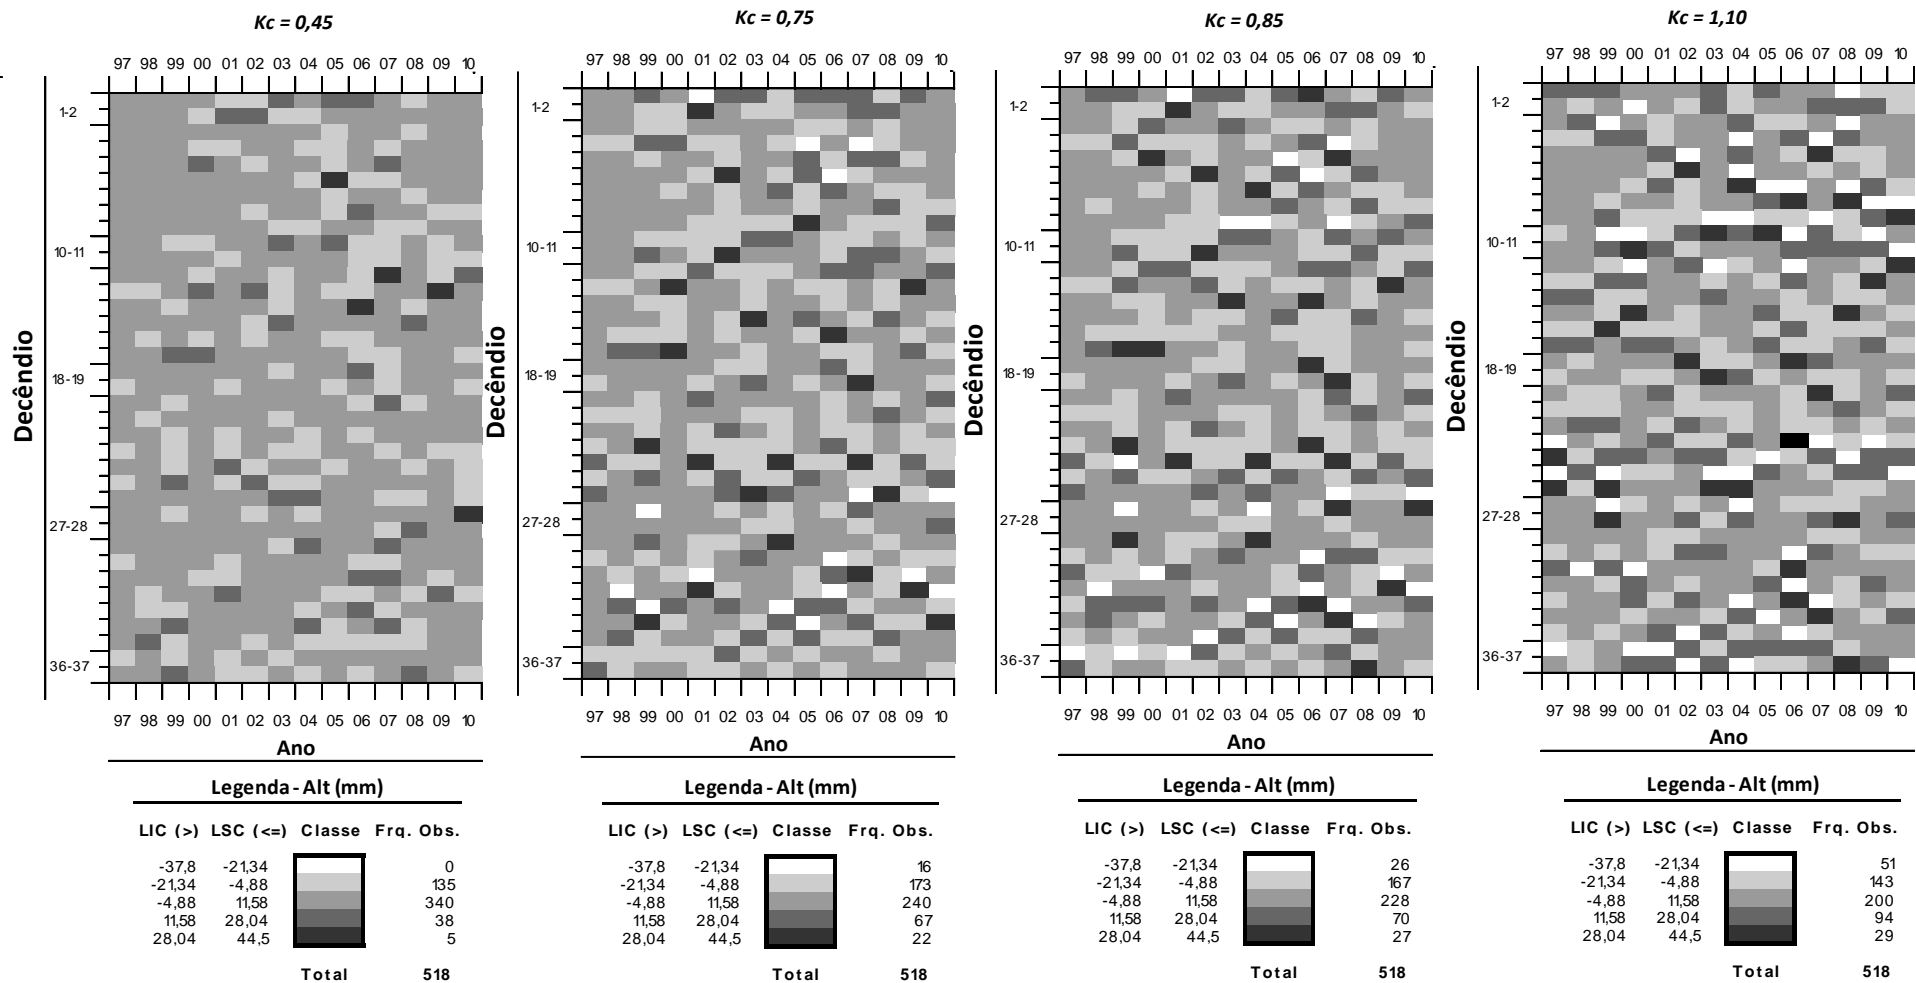 Kc = 0,45
97 98 99 00 01 02 03 04 05 06 07 08 09 10
Decêndio
1-2
10-11
18-19
27-28
36-37
97 98 99 00 01 02 03 04 05 06 07 08 09 10
Ano
Legenda - Alt (mm)
LIC (>) LSC (<=) Classe Frq. Obs.
-37,8 -21,34 0
-21,34 -4,88 135
-4,88 11,58 340
11,58 28,04 38
28,04 44,5 5
Total 518
Kc = 0,75
97 98 99 00 01 02 03 04 05 06 07 08 09 10
Decêndio
1-2
10-11
18-19
27-28
36-37
97 98 99 00 01 02 03 04 05 06 07 08 09 10
Ano
Legenda - Alt (mm)
LIC (>) LSC (<=) Classe Frq. Obs.
-37,8 -21,34 16
-21,34 -4,88 173
-4,88 11,58 240
11,58 28,04 67
28,04 44,5 22
Total 518
Kc = 0,85
97 98 99 00 01 02 03 04 05 06 07 08 09 10
Decêndio
1-2
10-11
18-19
27-28
36-37
97 98 99 00 01 02 03 04 05 06 07 08 09 10
Ano
Legenda - Alt (mm)
LIC (>) LSC (<=) Classe Frq. Obs.
-37,8 -21,34 26
-21,34 -4,88 167
-4,88 11,58 228
11,58 28,04 70
28,04 44,5 27
Total 518
Kc = 1,10
97 98 99 00 01 02 03 04 05 06 07 08 09 10
Decêndio
1-2
10-11
18-19
27-28
36-37
97 98 99 00 01 02 03 04 05 06 07 08 09 10
Ano
Legenda - Alt (mm)
LIC (>) LSC (<=) Classe Frq. Obs.
-37,8 -21,34 51
-21,34 -4,88 143
-4,88 11,58 200
11,58 28,04 94
28,04 44,5 29
Total 518